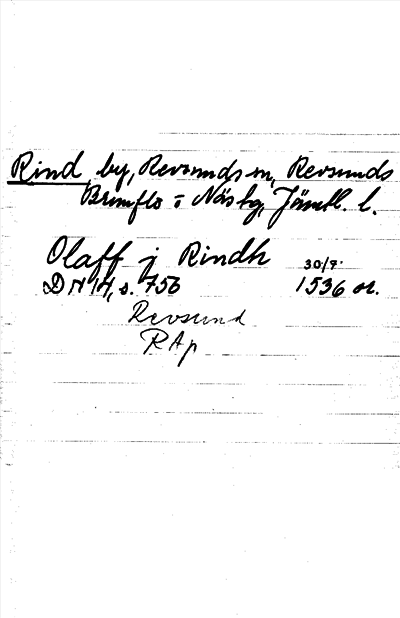 Rind by, Revsunds sn, Revsunds
Brunflo o Näs tg, Jämtl. l.
Olaff j Rindh 30/7.
DN 14, s. 756 1536 or.
Revsund
RAp